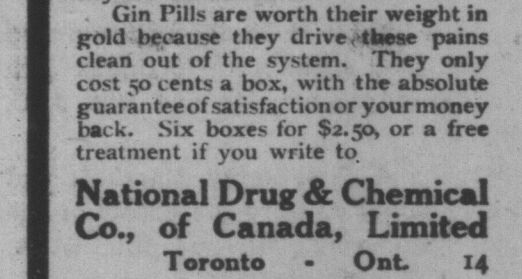 Gin Pills are worth their weight in
gold because they drive these pains
clean out of the system. They only
cost 50 cents a box, with the absolute
guarantee of satisfaction or your money
back. Six boxes for $2.50, or a free
treatment if you write to
National Drug & Chemical
Co., of Canada, Limited
Toronto - Ont. 14